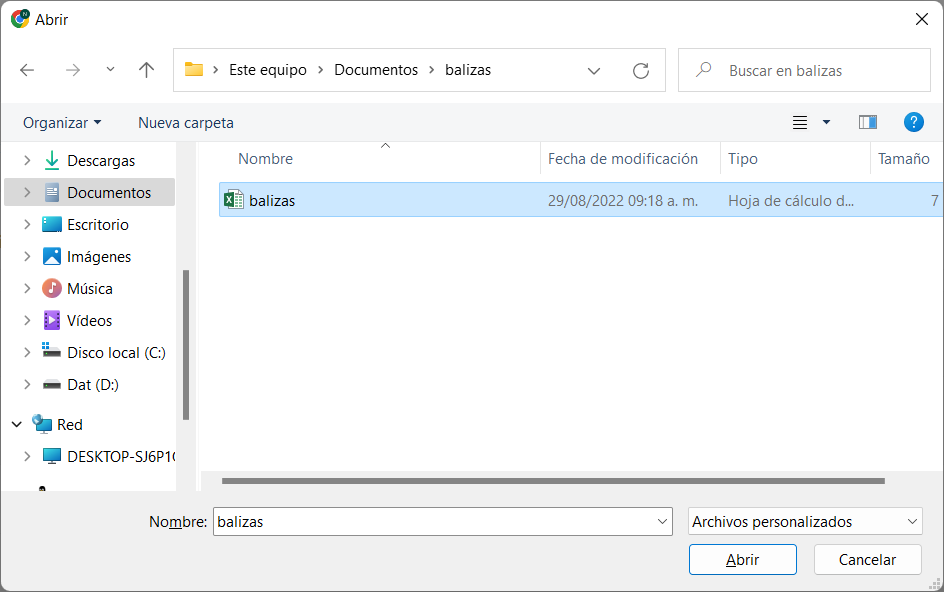 Abrir
Este equipo > Documentos > balizas
Buscar en balizas
Organizar
Nueva carpeta
?
Nombre
Fecha de modificación
Tipo
Tamaño
balizas
29/08/2022 09:18 a. m.
Hoja de cálculo d...
7
Descargas
Documentos
Escritorio
Imágenes
Música
Vídeos
Disco local (C:)
Dat (D:)
Red
DESKTOP-SJ6P1
Nombre:
balizas
Archivos personalizados
Abrir
Cancelar